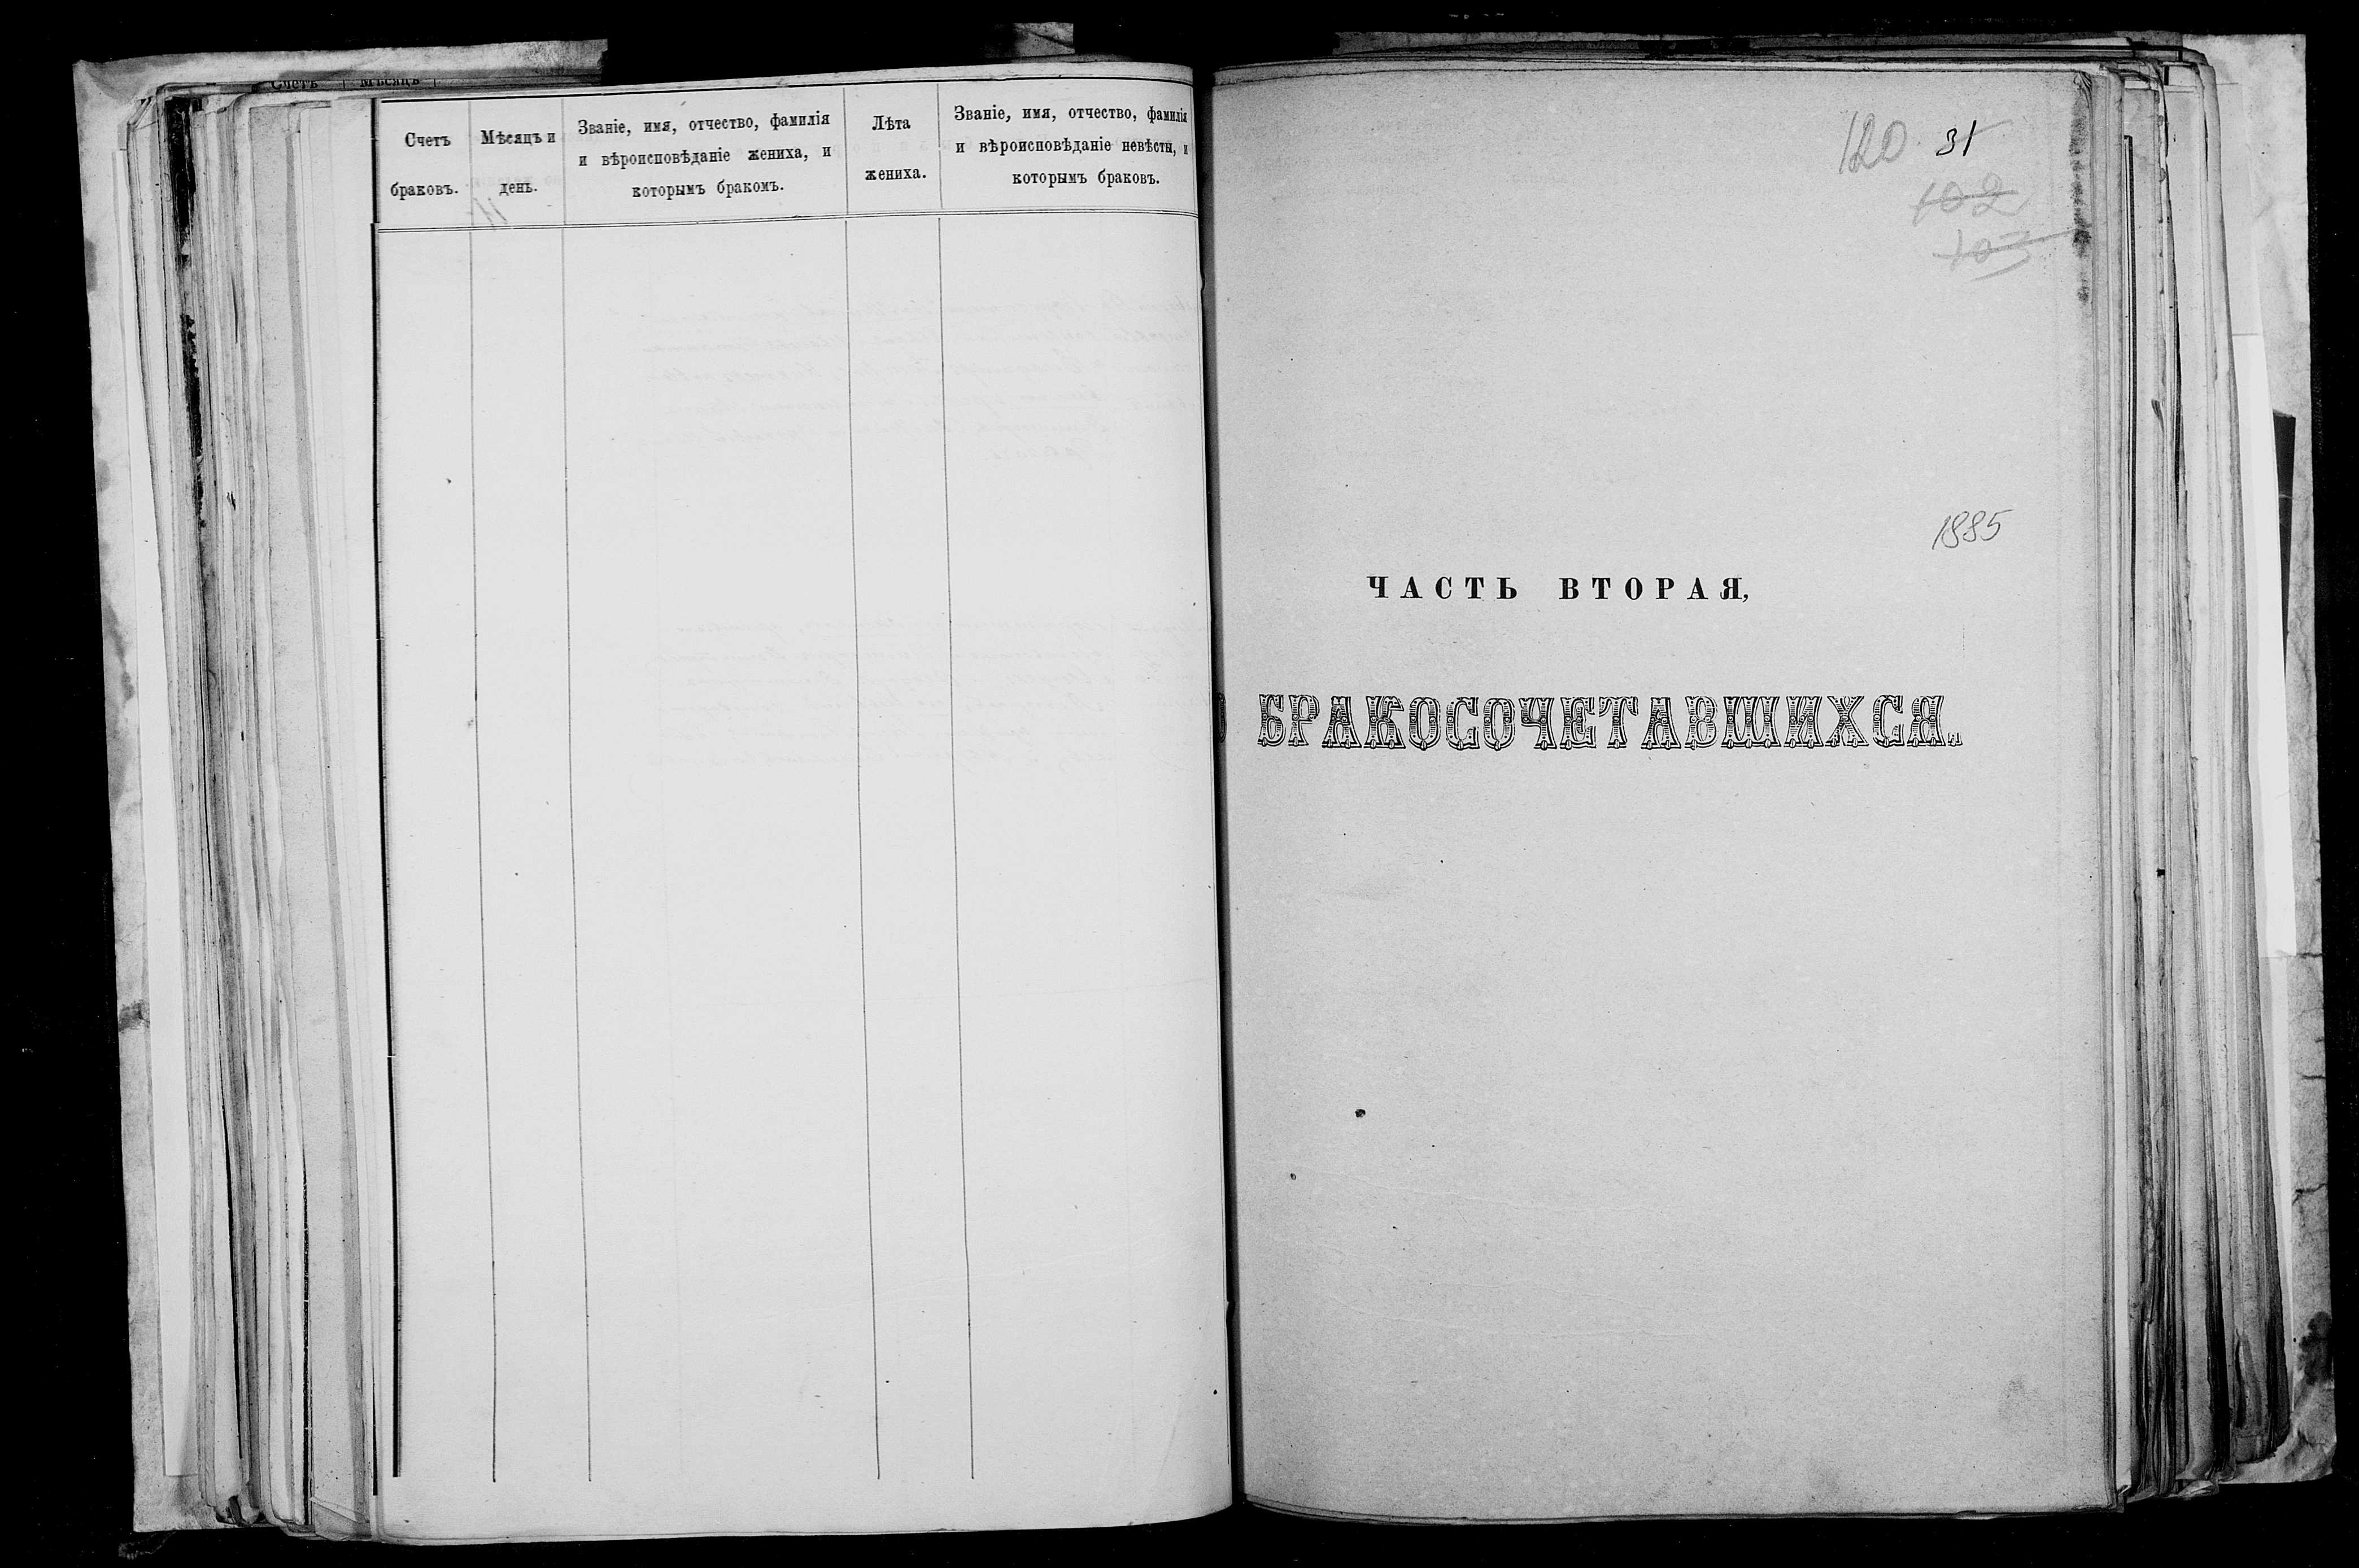 Счетъ
браковъ.
Мѣсяцъ и
день.
Званіе, имя, отчество, фамилія
и вѣроисповѣданіе жениха, и
которымъ бракомъ.
Лѣта
жениха.
Званіе, имя, отчество, фамилія
и вѣроисповѣданіе невѣсты, и
которымъ браковъ.
120 31
102
1885
ЧАСТЬ ВТОРАЯ,
О БРАКОСОЧЕТАВШИХСЯ.